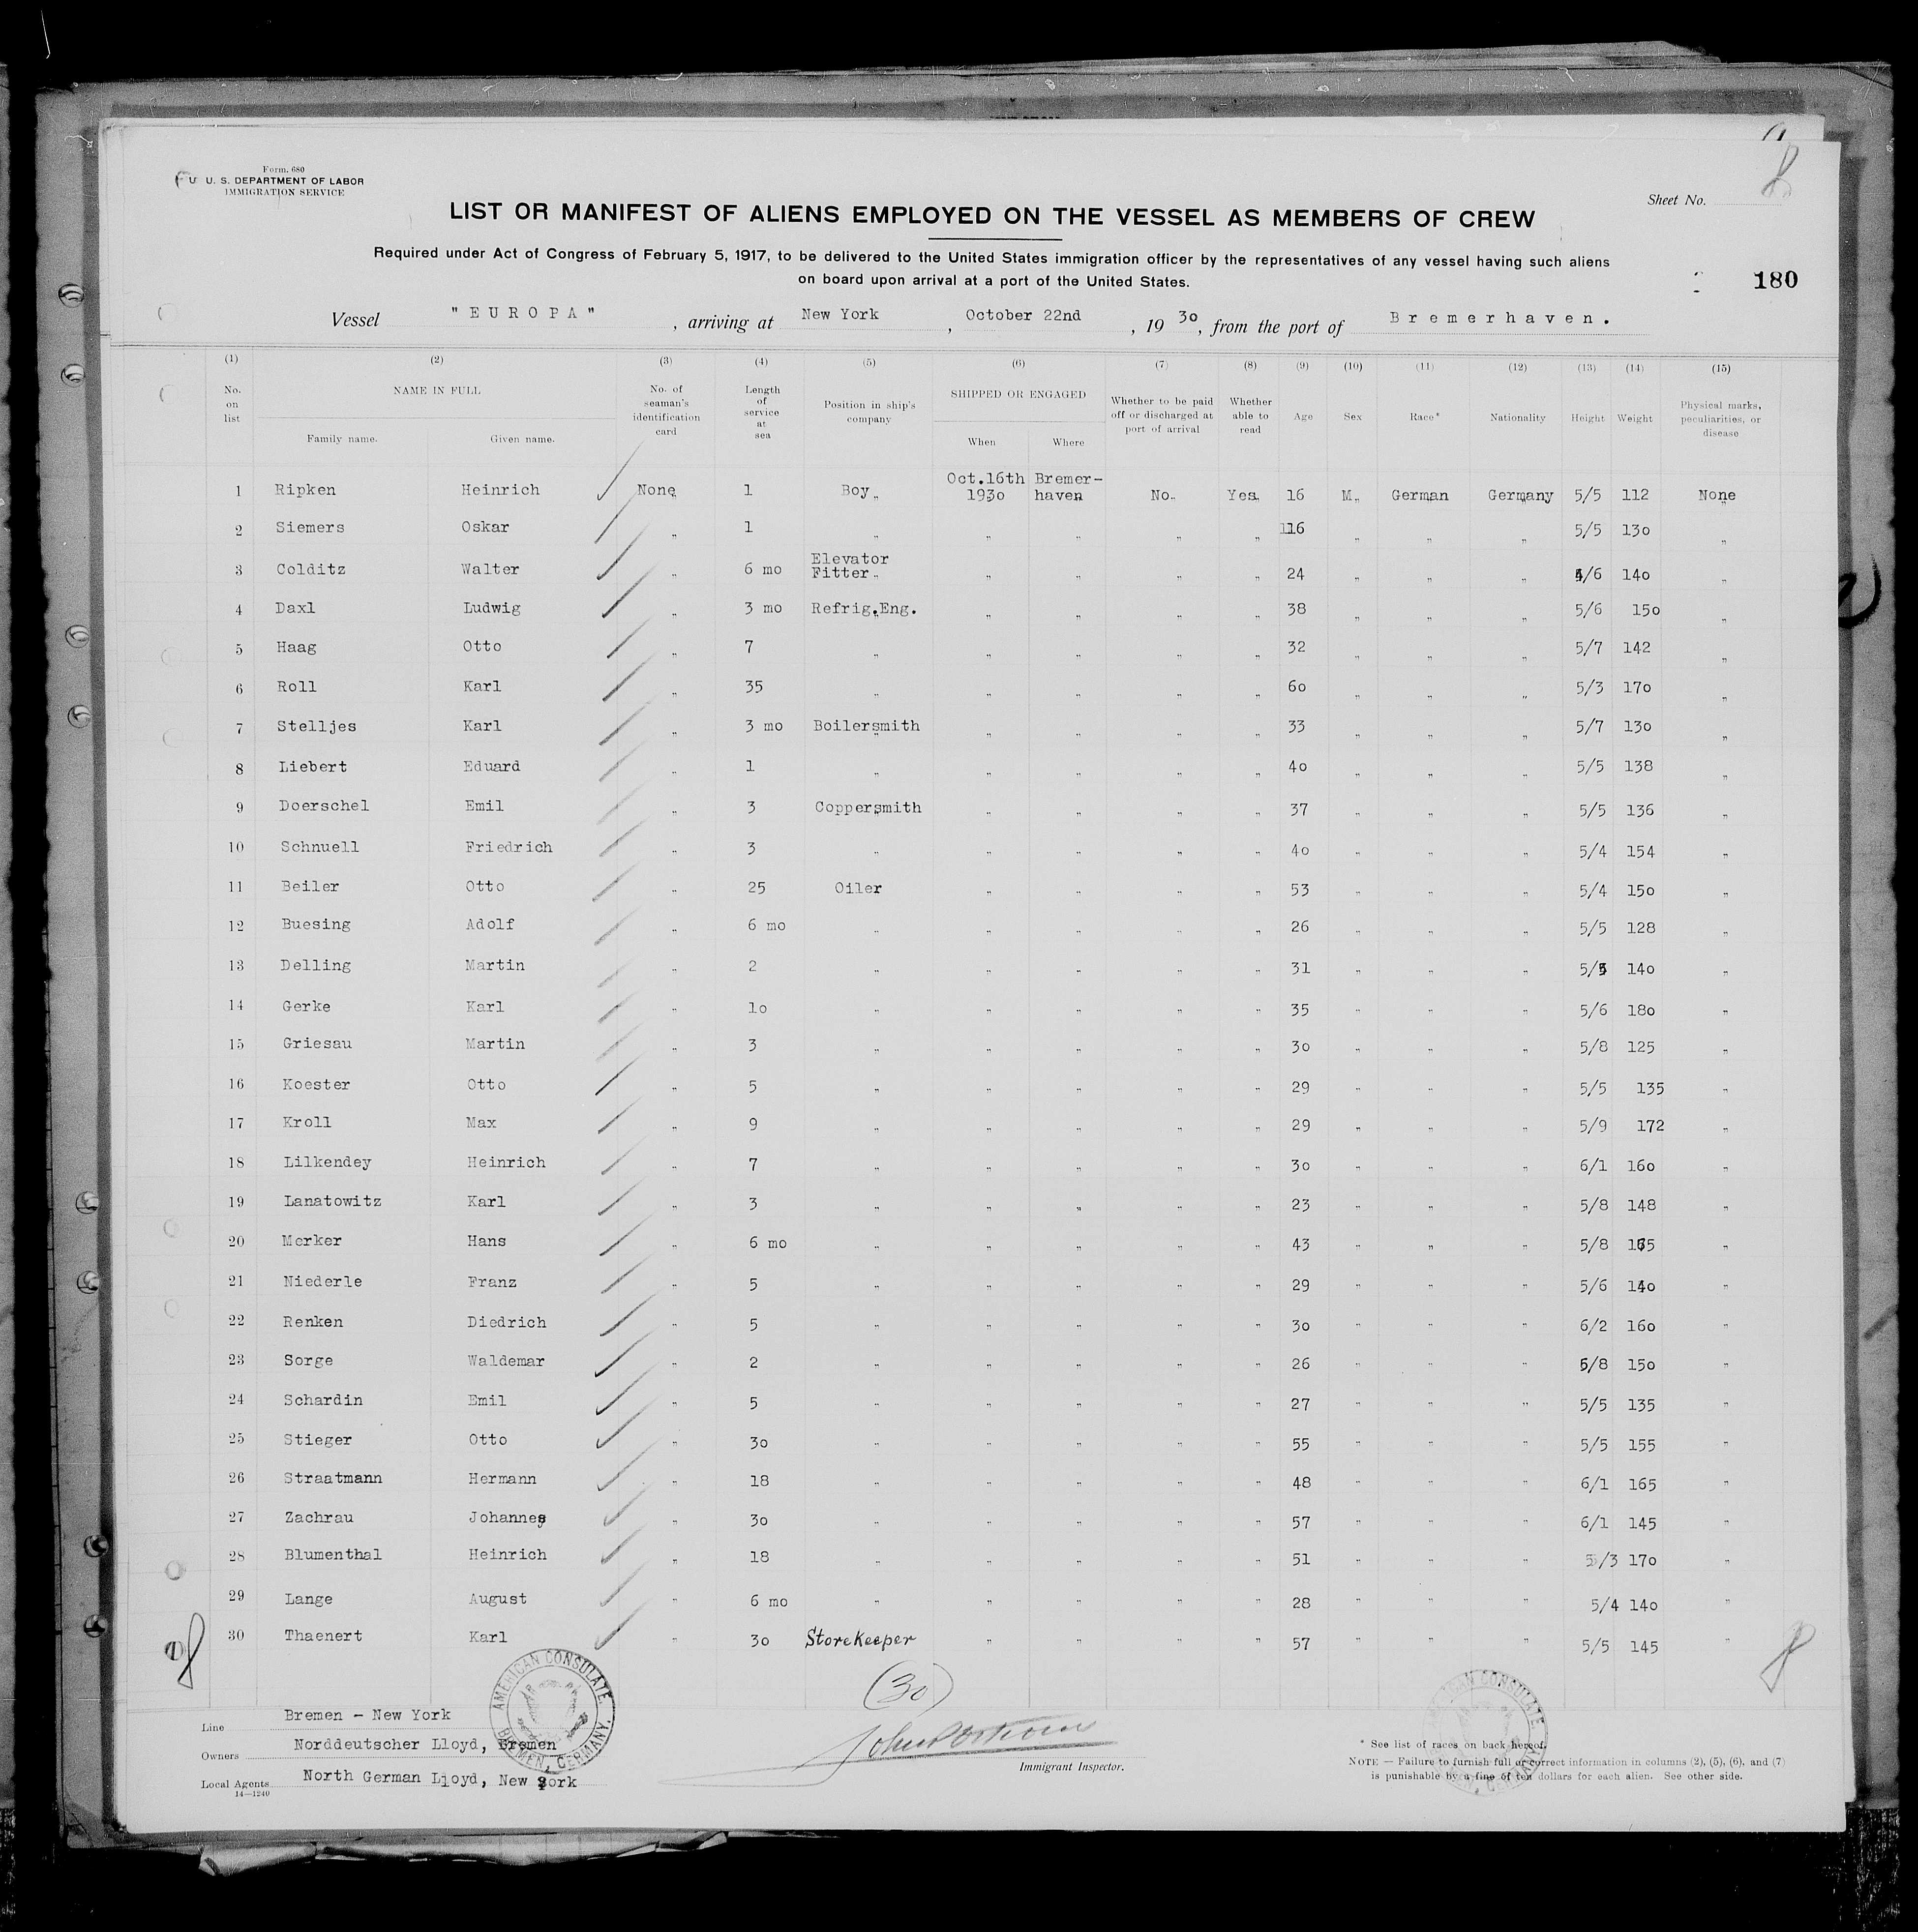 Form. 680
U. S. DEPARTMENT OF LABOR
IMMIGRATION SERVICE
Sheet No. 8
LIST OR MANIFEST OF ALIENS EMPLOYED ON THE VESSEL AS MEMBERS OF CREW
Required under Act of Congress of February 5, 1917, to be delivered to the United States immigration officer by the representatives of any vessel having such aliens
on board upon arrival at a port of the United States.
180
Vessel "EUROPA", arriving at New York, October 22nd, 1930, from the port of Bremerhaven.
(1) (2) (3) (4) (5) (6) (7) (8) (9) (10) (11) (12) (13) (14) (15)
No. on list NAME IN FULL Family name. Given name. No. of seaman's identification card Length of service at sea Position in ship's company SHIPPED OR ENGAGED When Where Whether to be paid off or discharged at port of arrival Whether able to read Age Sex Race* Nationality Height Weight Physical marks, peculiarities, or disease
1 Ripken Heinrich None 1 Boy Oct.16th 1930 Bremer-haven No. Yes. 16 M. German Germany 5/5 112 None
2 Siemers Oskar " 1 " " " " " 16 " " " 5/5 130 "
3 Colditz Walter " 6 mo Elevator Fitter " " " " 24 " " " 5/6 140 "
4 Daxl Ludwig " 3 mo Refrig.Eng. " " " " 38 " " " 5/6 150 "
5 Haag Otto " 7 " " " " " 32 " " " 5/7 142 "
6 Roll Karl " 35 " " " " " 60 " " " 5/3 170 "
7 Stelljes Karl " 3 mo Boilersmith " " " " 33 " " " 5/7 130 "
8 Liebert Eduard " 1 " " " " " 40 " " " 5/5 138 "
9 Doerschel Emil " 3 Coppersmith " " " " 37 " " " 5/5 136 "
10 Schnuell Friedrich " 3 " " " " " 40 " " " 5/4 154 "
11 Beiler Otto " 25 Oiler " " " " 53 " " " 5/4 150 "
12 Buesing Adolf " 6 mo " " " " " 26 " " " 5/5 128 "
13 Delling Martin " 2 " " " " " 31 " " " 5/5 140 "
14 Gerke Karl " 10 " " " " " 35 " " " 5/6 180 "
15 Griesau Martin " 3 " " " " " 30 " " " 5/8 125 "
16 Koester Otto " 5 " " " " " 29 " " " 5/5 135 "
17 Kroll Max " 9 " " " " " 29 " " " 5/9 172 "
18 Lilkendey Heinrich " 7 " " " " " 30 " " " 6/1 160 "
19 Lanatowitz Karl " 3 " " " " " 23 " " " 5/8 148 "
20 Merker Hans " 6 mo " " " " " 43 " " " 5/8 "
21 Niederle Franz " 5 " " " " " 29 " " " 5/6 140 "
22 Renken Diedrich " 5 " " " " " 30 " " " 6/2 160 "
23 Sorge Waldemar " 2 " " " " " 26 " " " 5/8 150 "
24 Schardin Emil " 5 " " " " " 27 " " " 5/5 135 "
25 Stieger Otto " 30 " " " " " 55 " " " 5/5 155 "
26 Straatmann Hermann " 18 " " " " " 48 " " " 6/1 165 "
27 Zachrau Johannes " 30 " " " " " 57 " " " 6/1 145 "
28 Blumenthal Heinrich " 18 " " " " " 51 " " " 5/3 170 "
29 Lange August " 6 mo " " " " " 28 " " " 5/4 140 "
30 Thaenert Karl " 30 Storekeeper " " " " 57 " " " 5/5 145 "
8 8
(30)
AMERICAN CONSULATE. BREMEN, GERMANY.
AMERICAN CONSULATE. BREMEN, GERMANY.
Line Bremen - New York
Owners Norddeutscher Lloyd, Bremen
Local Agents North German Lloyd, New York
14—1240
Immigrant Inspector.
* See list of races on back hereof.
NOTE — Failure to furnish full or correct information in columns (2), (5), (6), and (7)
is punishable by a fine of ten dollars for each alien. See other side.